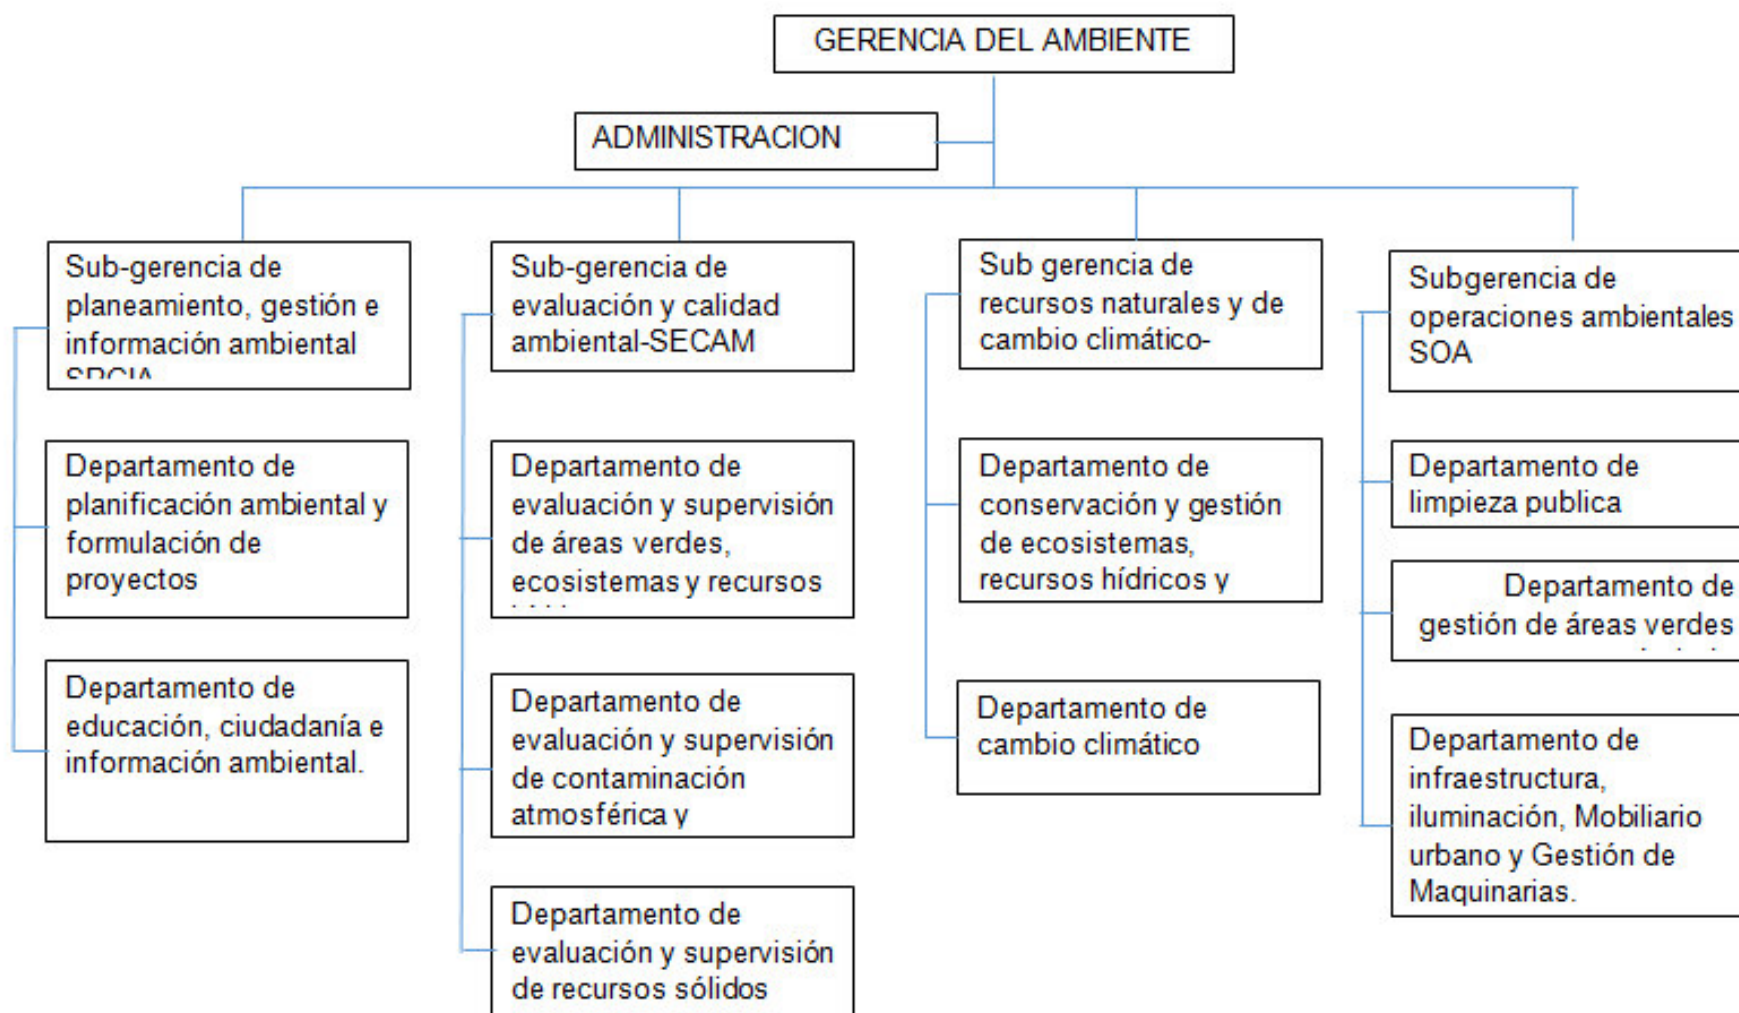 GERENCIA DEL AMBIENTE
ADMINISTRACION
Sub-gerencia de
planeamiento, gestión e
información ambiental
Departamento de
planificación ambiental y
formulación de
proyectos
Departamento de
educación, ciudadanía e
información ambiental.
Sub-gerencia de
evaluación y calidad
ambiental-SECAM
Departamento de
evaluación y supervisión
de áreas verdes,
ecosistemas y recursos
Departamento de
evaluación y supervisión
de contaminación
atmosférica y
Departamento de
evaluación y supervisión
de recursos sólidos
Sub gerencia de
recursos naturales y de
cambio climático-
Departamento de
conservación y gestión
de ecosistemas,
recursos hídricos y
Departamento de
cambio climático
Subgerencia de
operaciones ambientales
SOA
Departamento de
limpieza publica
Departamento de
gestión de áreas verdes
Departamento de
infraestructura,
iluminación, Mobiliario
urbano y Gestión de
Maquinarias.